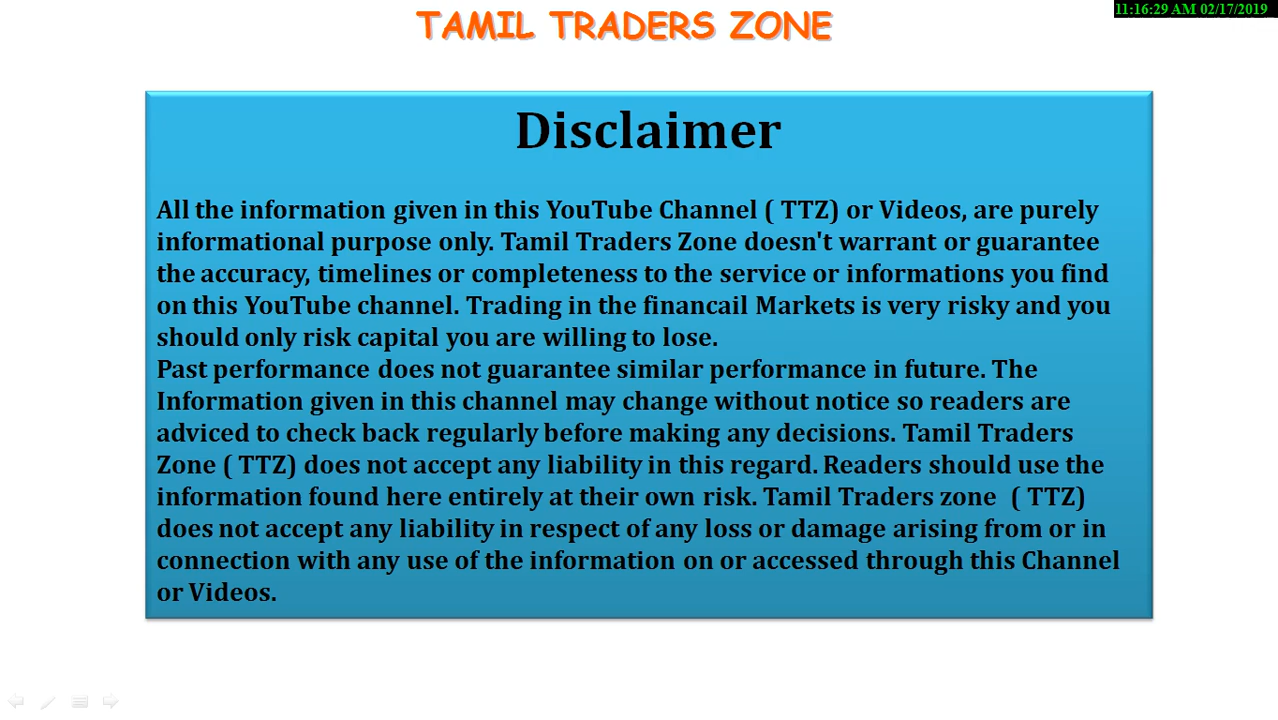 TAMIL TRADERS ZONE
11:16:29 AM 02/17/2019
Disclaimer
All the information given in this YouTube Channel ( TTZ) or Videos, are purely
informational purpose only. Tamil Traders Zone doesn't warrant or guarantee
the accuracy, timelines or completeness to the service or informations you find
on this YouTube channel. Trading in the financail Markets is very risky and you
should only risk capital you are willing to lose.
Past performance does not guarantee similar performance in future. The
Information given in this channel may change without notice so readers are
adviced to check back regularly before making any decisions. Tamil Traders
Zone ( TTZ) does not accept any liability in this regard. Readers should use the
information found here entirely at their own risk. Tamil Traders zone  ( TTZ)
does not accept any liability in respect of any loss or damage arising from or in
connection with any use of the information on or accessed through this Channel
or Videos.